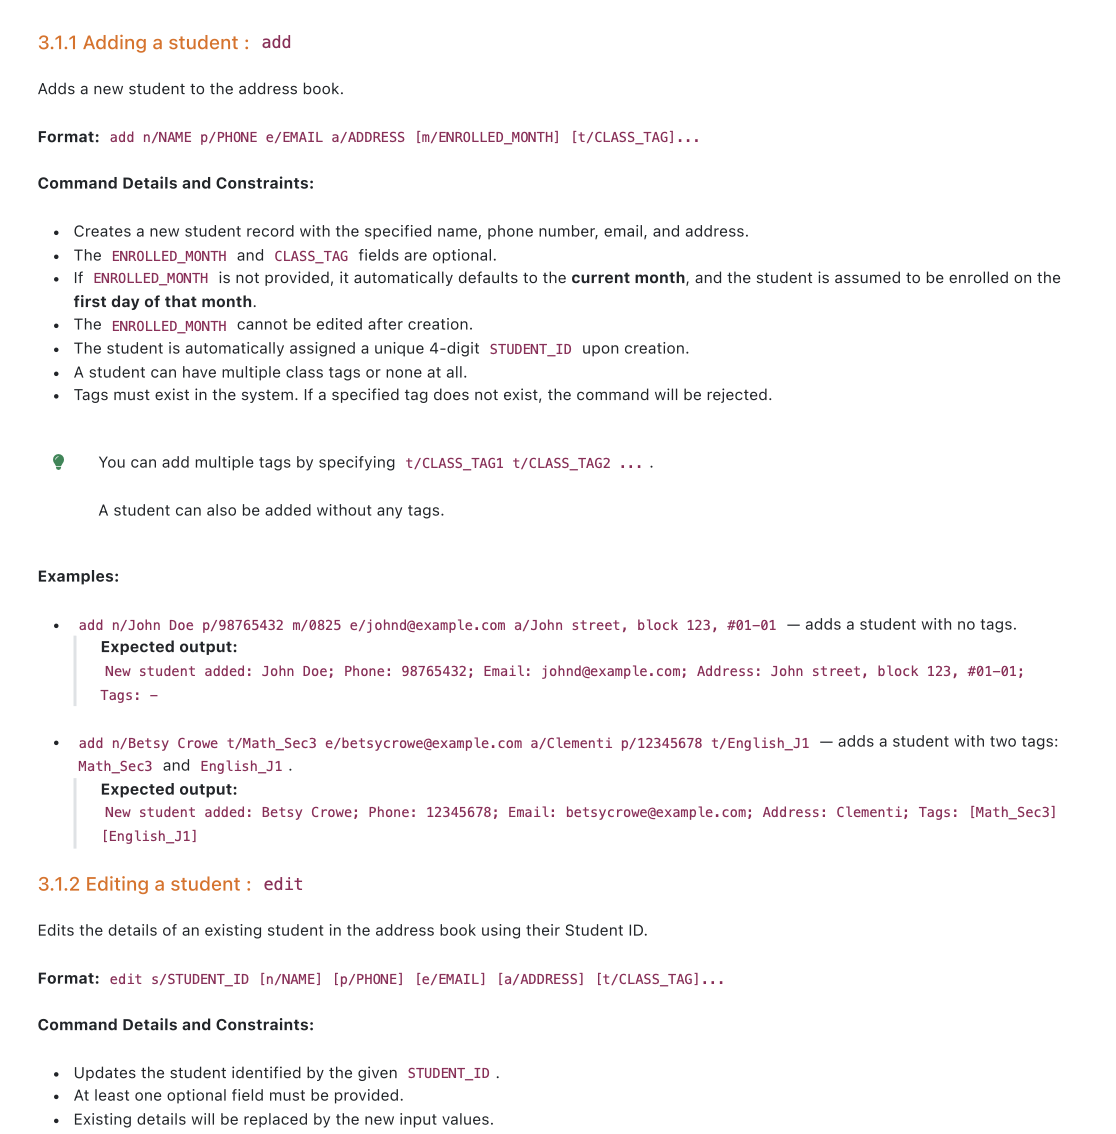 3.1.1 Adding a student : add
Adds a new student to the address book.
Format: add n/NAME p/PHONE e/EMAIL a/ADDRESS [m/ENROLLED_MONTH] [t/CLASS_TAG]...
Command Details and Constraints:
• Creates a new student record with the specified name, phone number, email, and address.
• The ENROLLED_MONTH and CLASS_TAG fields are optional.
• If ENROLLED_MONTH is not provided, it automatically defaults to the current month, and the student is assumed to be enrolled on the
first day of that month.
• The ENROLLED_MONTH cannot be edited after creation.
• The student is automatically assigned a unique 4-digit STUDENT_ID upon creation.
• A student can have multiple class tags or none at all.
• Tags must exist in the system. If a specified tag does not exist, the command will be rejected.
You can add multiple tags by specifying t/CLASS_TAG1 t/CLASS_TAG2 ... .
A student can also be added without any tags.
Examples:
• add n/John Doe p/98765432 m/0825 e/johnd@example.com a/John street, block 123, #01-01 — adds a student with no tags.
Expected output:
New student added: John Doe; Phone: 98765432; Email: johnd@example.com; Address: John street, block 123, #01-01;
Tags: –
• add n/Betsy Crowe t/Math_Sec3 e/betsycrowe@example.com a/Clementi p/12345678 t/English_J1 — adds a student with two tags:
Math_Sec3 and English_J1 .
Expected output:
New student added: Betsy Crowe; Phone: 12345678; Email: betsycrowe@example.com; Address: Clementi; Tags: [Math_Sec3]
[English_J1]
3.1.2 Editing a student : edit
Edits the details of an existing student in the address book using their Student ID.
Format: edit s/STUDENT_ID [n/NAME] [p/PHONE] [e/EMAIL] [a/ADDRESS] [t/CLASS_TAG]...
Command Details and Constraints:
• Updates the student identified by the given STUDENT_ID .
• At least one optional field must be provided.
• Existing details will be replaced by the new input values.